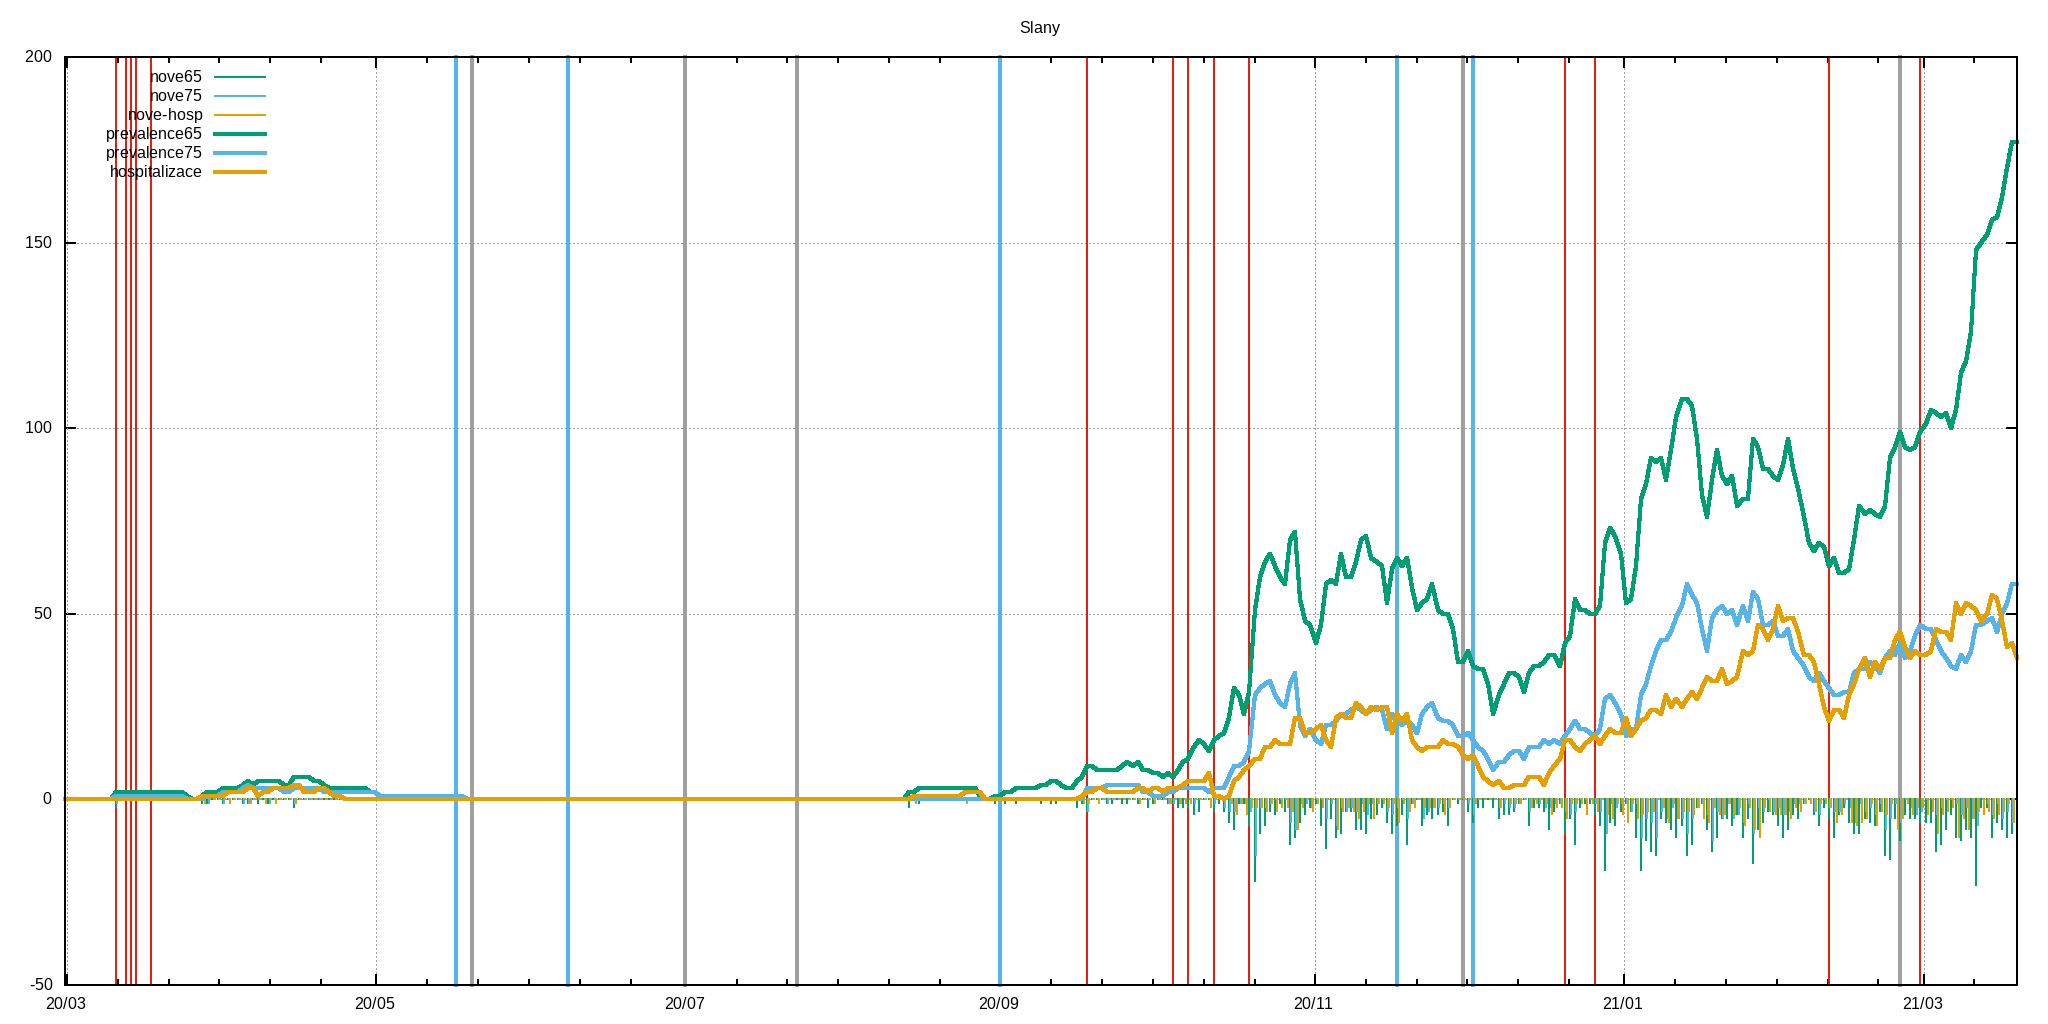 Slany
200
nove65
nove75
nove-hosp
prevalence65
prevalence75
hospitalizace
150
100
50
0
-50
20/03 20/05 20/07 20/09 20/11 21/01 21/03